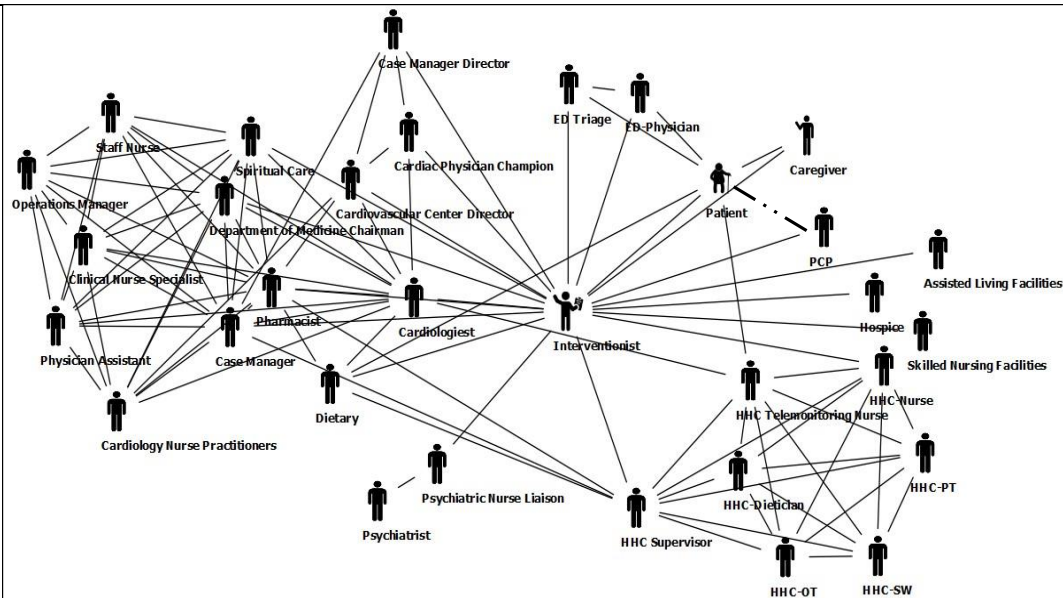 Case Manager Director
ED Triage
ED-Physician
Staff Nurse
Spiritual Care
Cardiac Physician Champion
Caregiver
Operations Manager
Cardiovascular Center Director
Patient
Department of Medicine Chairman
PCP
Clinical Nurse Specialist
Assisted Living Facilities
Pharmacist
Cardiologiest
Hospice
Interventionist
Physician Assistant
Case Manager
Skilled Nursing Facilities
HHC-Nurse
HHC Telemonitoring Nurse
Dietary
Cardiology Nurse Practitioners
HHC-PT
Psychiatric Nurse Liaison
HHC-Dietician
Psychiatrist
HHC Supervisor
HHC-OT
HHC-SW